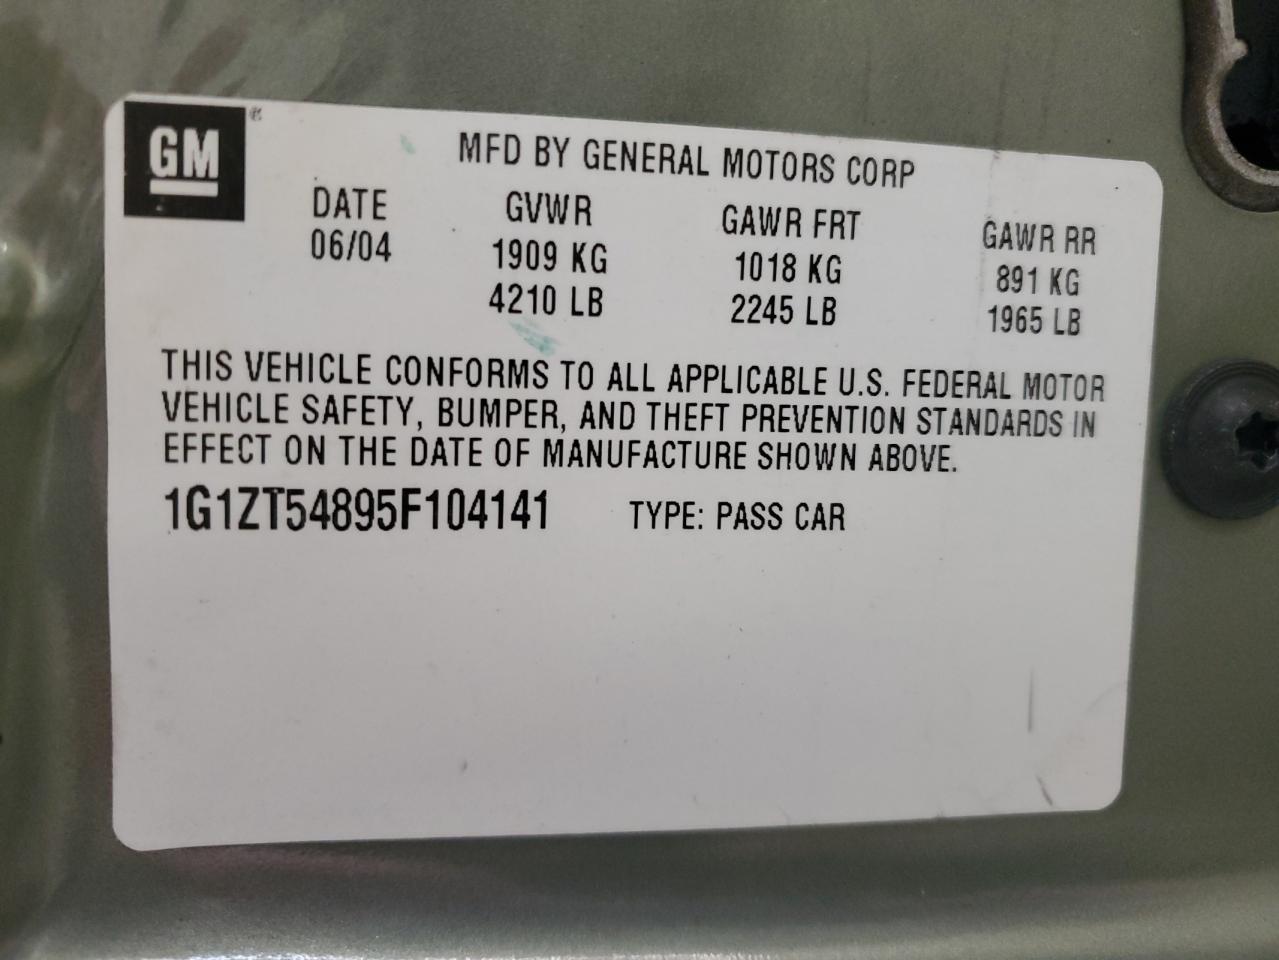 GM ®
MFD BY GENERAL MOTORS CORP
DATE GVWR GAWR FRT GAWR RR
06/04 1909 KG 1018 KG 891 KG
4210 LB 2245 LB 1965 LB
THIS VEHICLE CONFORMS TO ALL APPLICABLE U.S. FEDERAL MOTOR
VEHICLE SAFETY, BUMPER, AND THEFT PREVENTION STANDARDS IN
EFFECT ON THE DATE OF MANUFACTURE SHOWN ABOVE.
1G1ZT54895F104141 TYPE: PASS CAR